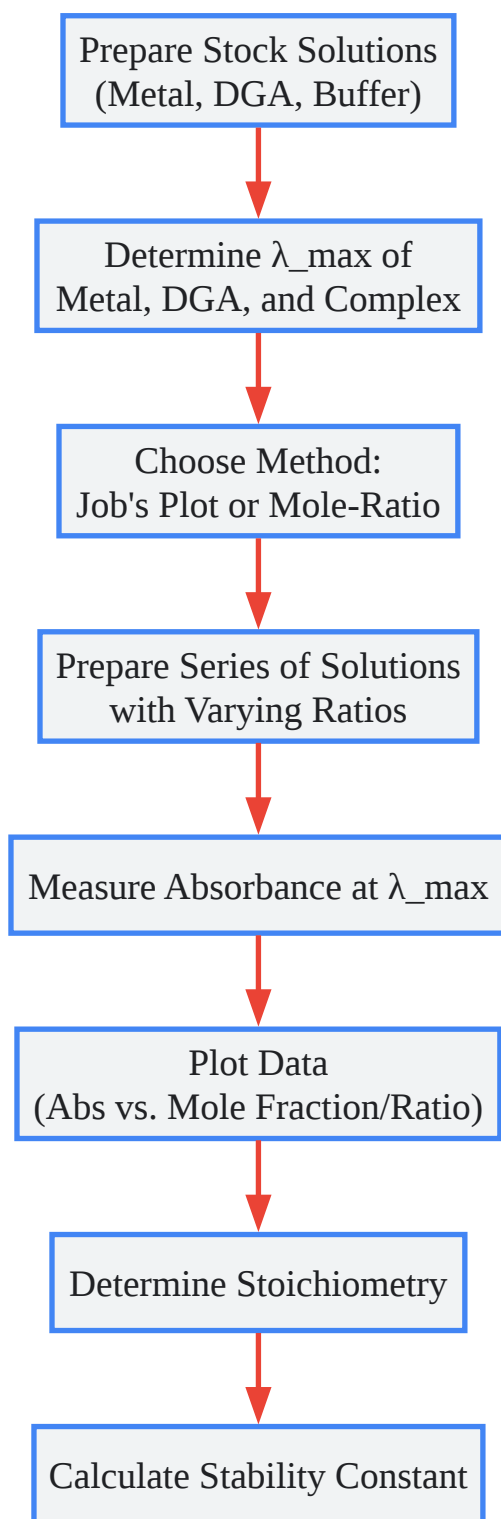 Prepare Stock Solutions
(Metal, DGA, Buffer)
Determine λ_max of
Metal, DGA, and Complex
Choose Method:
Job's Plot or Mole-Ratio
Prepare Series of Solutions
with Varying Ratios
Measure Absorbance at λ_max
Plot Data
(Abs vs. Mole Fraction/Ratio)
Determine Stoichiometry
Calculate Stability Constant